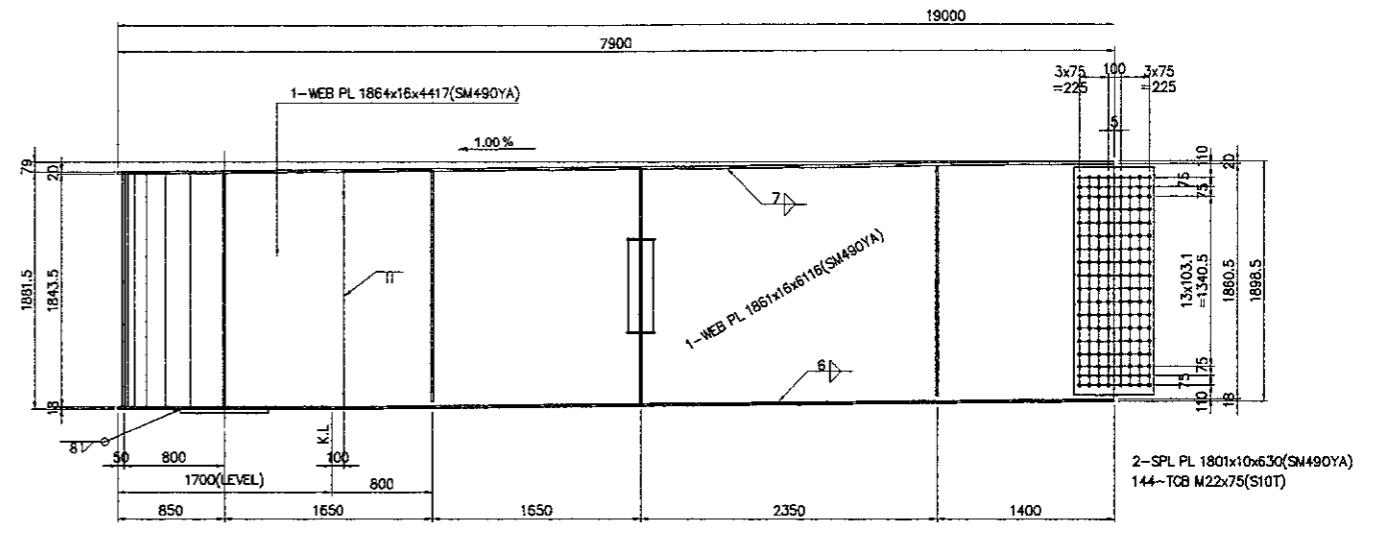 19000
7900
3x75 100 3x75
=225 =225
5
1-WEB PL 1864x16x4417(SM490YA)
1.00%
79
20
1881.5
1843.5
18
7
11
1-WEB PL 1861x16x6116(SM490YA)
6
10
20
75
75
13x103.1
=1340.5
1860.5
1898.5
75
75
110
18
8
K.L
50 800 100
1700(LEVEL) 800
850 1650 1650 2350 1400
2-SPL PL 1801x10x630(SM490YA)
144~TCB M22x75(S10T)